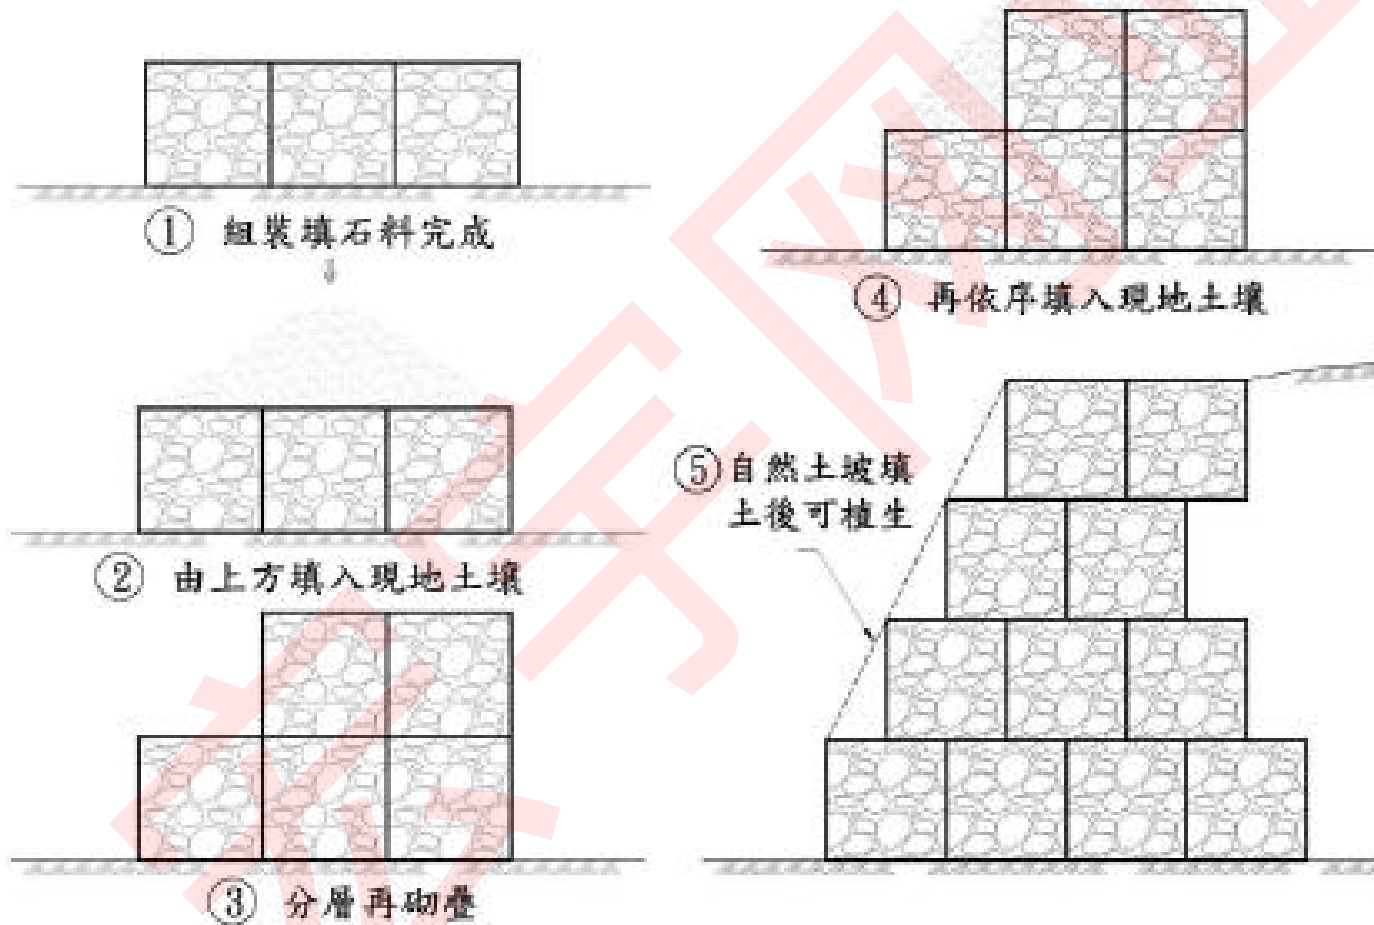 ① 組裝填石料完成
② 由上方填入現地土壤
③ 分層再砌疊
④ 再依序填入現地土壤
⑤ 自然土坡填
土後可植生